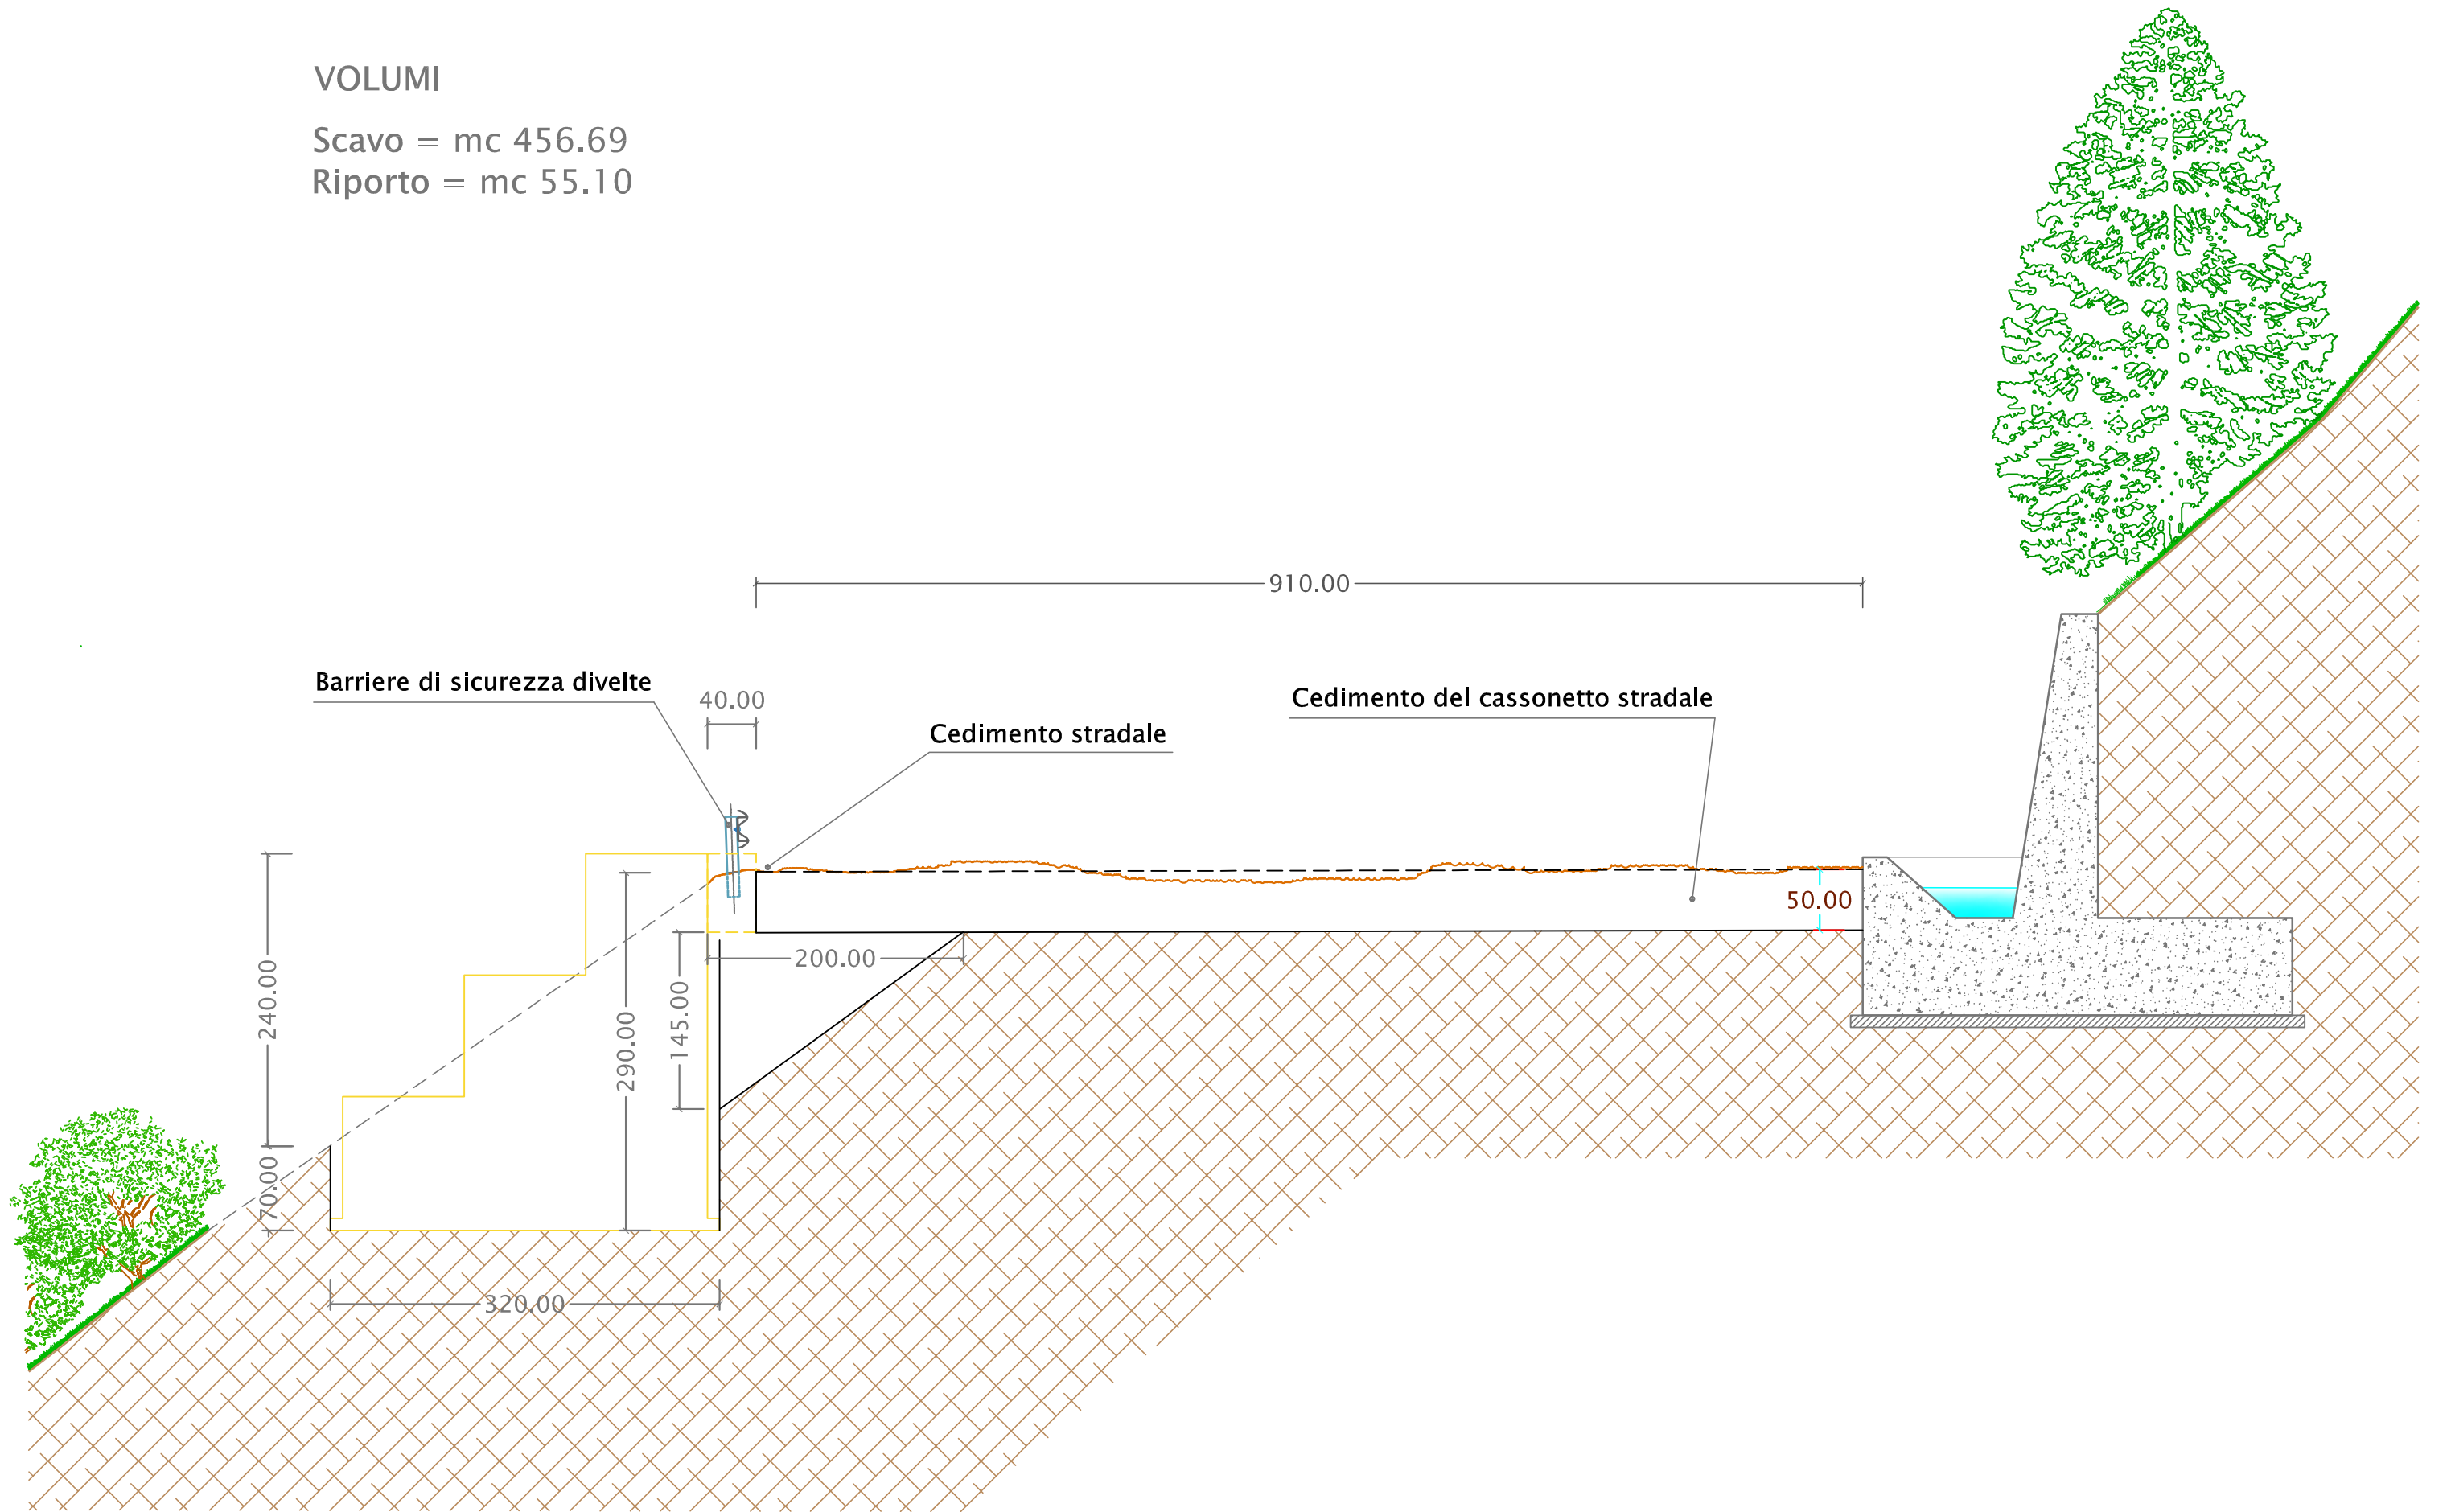 VOLUMI
Scavo = mc 456.69
Riporto = mc 55.10
910.00
Barriere di sicurezza divelte
40.00
Cedimento stradale
Cedimento del cassonetto stradale
50.00
200.00
240.00
290.00
145.00
70.00
320.00